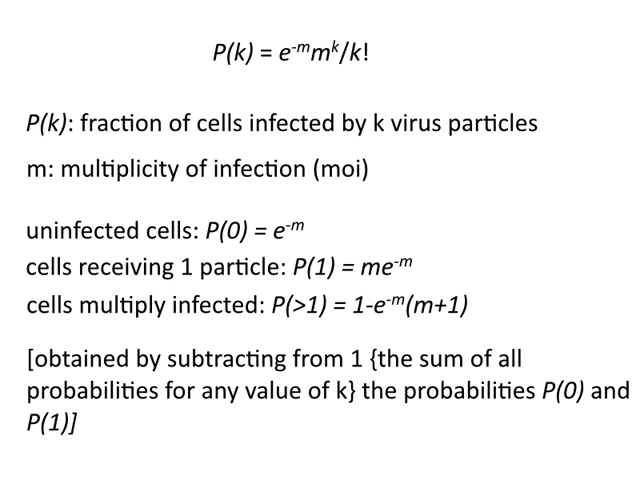 P(k) = e⁻ᵐmᵏ/k!
P(k): fraction of cells infected by k virus particles
m: multiplicity of infection (moi)
uninfected cells: P(0) = e⁻ᵐ
cells receiving 1 particle: P(1) = me⁻ᵐ
cells multiply infected: P(>1) = 1-e⁻ᵐ(m+1)
[obtained by subtracting from 1 {the sum of all
probabilities for any value of k} the probabilities P(0) and
P(1)]